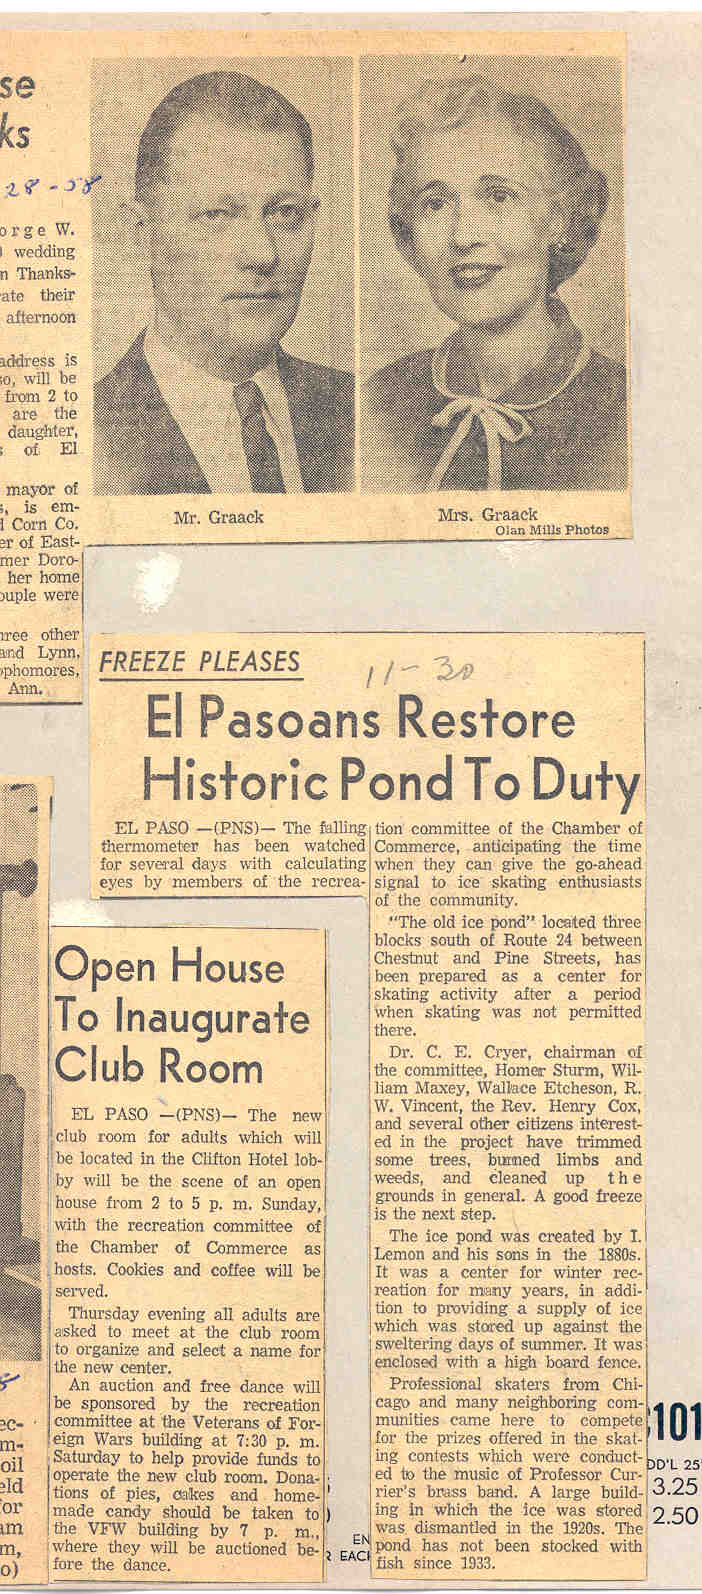 se
ks
28-58
orge W.
wedding
n Thanks-
ate their
afternoon
address is
so, will be
from 2 to
are the
daughter,
s of El
mayor of
s, is em-
d Corn Co.
er of East-
mer Doro-
her home
ouple were
hree other
and Lynn,
ophomores,
Ann.
Mr. Graack
Mrs. Graack
Olan Mills Photos
FREEZE PLEASES
11-30
El Pasoans Restore
Historic Pond To Duty
EL PASO —(PNS)— The falling
thermometer has been watched
for several days with calculating
eyes by members of the recrea-
tion committee of the Chamber of
Commerce, anticipating the time
when they can give the go-ahead
signal to ice skating enthusiasts
of the community.
"The old ice pond" located three
blocks south of Route 24 between
Chestnut and Pine Streets, has
been prepared as a center for
skating activity after a period
when skating was not permitted
there.
Dr. C. E. Cryer, chairman of
the committee, Homer Sturm, Wil-
liam Maxey, Wallace Etcheson, R.
W. Vincent, the Rev. Henry Cox,
and several other citizens interest-
ed in the project have trimmed
some trees, burned limbs and
weeds, and cleaned up the
grounds in general. A good freeze
is the next step.
The ice pond was created by I.
Lemon and his sons in the 1880s.
It was a center for winter rec-
reation for many years, in addi-
tion to providing a supply of ice
which was stored up against the
sweltering days of summer. It was
enclosed with a high board fence.
Professional skaters from Chi-
cago and many neighboring com-
munities came here to compete
for the prizes offered in the skat-
ing contests which were conduct-
ed to the music of Professor Cur-
rier's brass band. A large build-
ing in which the ice was stored
was dismantled in the 1920s. The
pond has not been stocked with
fish since 1933.
Open House
To Inaugurate
Club Room
EL PASO —(PNS)— The new
club room for adults which will
be located in the Clifton Hotel lob-
by will be the scene of an open
house from 2 to 5 p. m. Sunday,
with the recreation committee of
the Chamber of Commerce as
hosts. Cookies and coffee will be
served.
Thursday evening all adults are
asked to meet at the club room
to organize and select a name for
the new center.
An auction and free dance will
be sponsored by the recreation
committee at the Veterans of For-
eign Wars building at 7:30 p. m.
Saturday to help provide funds to
operate the new club room. Dona-
tions of pies, cakes and home-
made candy should be taken to
the VFW building by 7 p. m.,
where they will be auctioned be-
fore the dance.
ec-
m-
oil
eld
for
am
m,
o)
101
DD'L 25
3.25
2.50
EN
R EACH